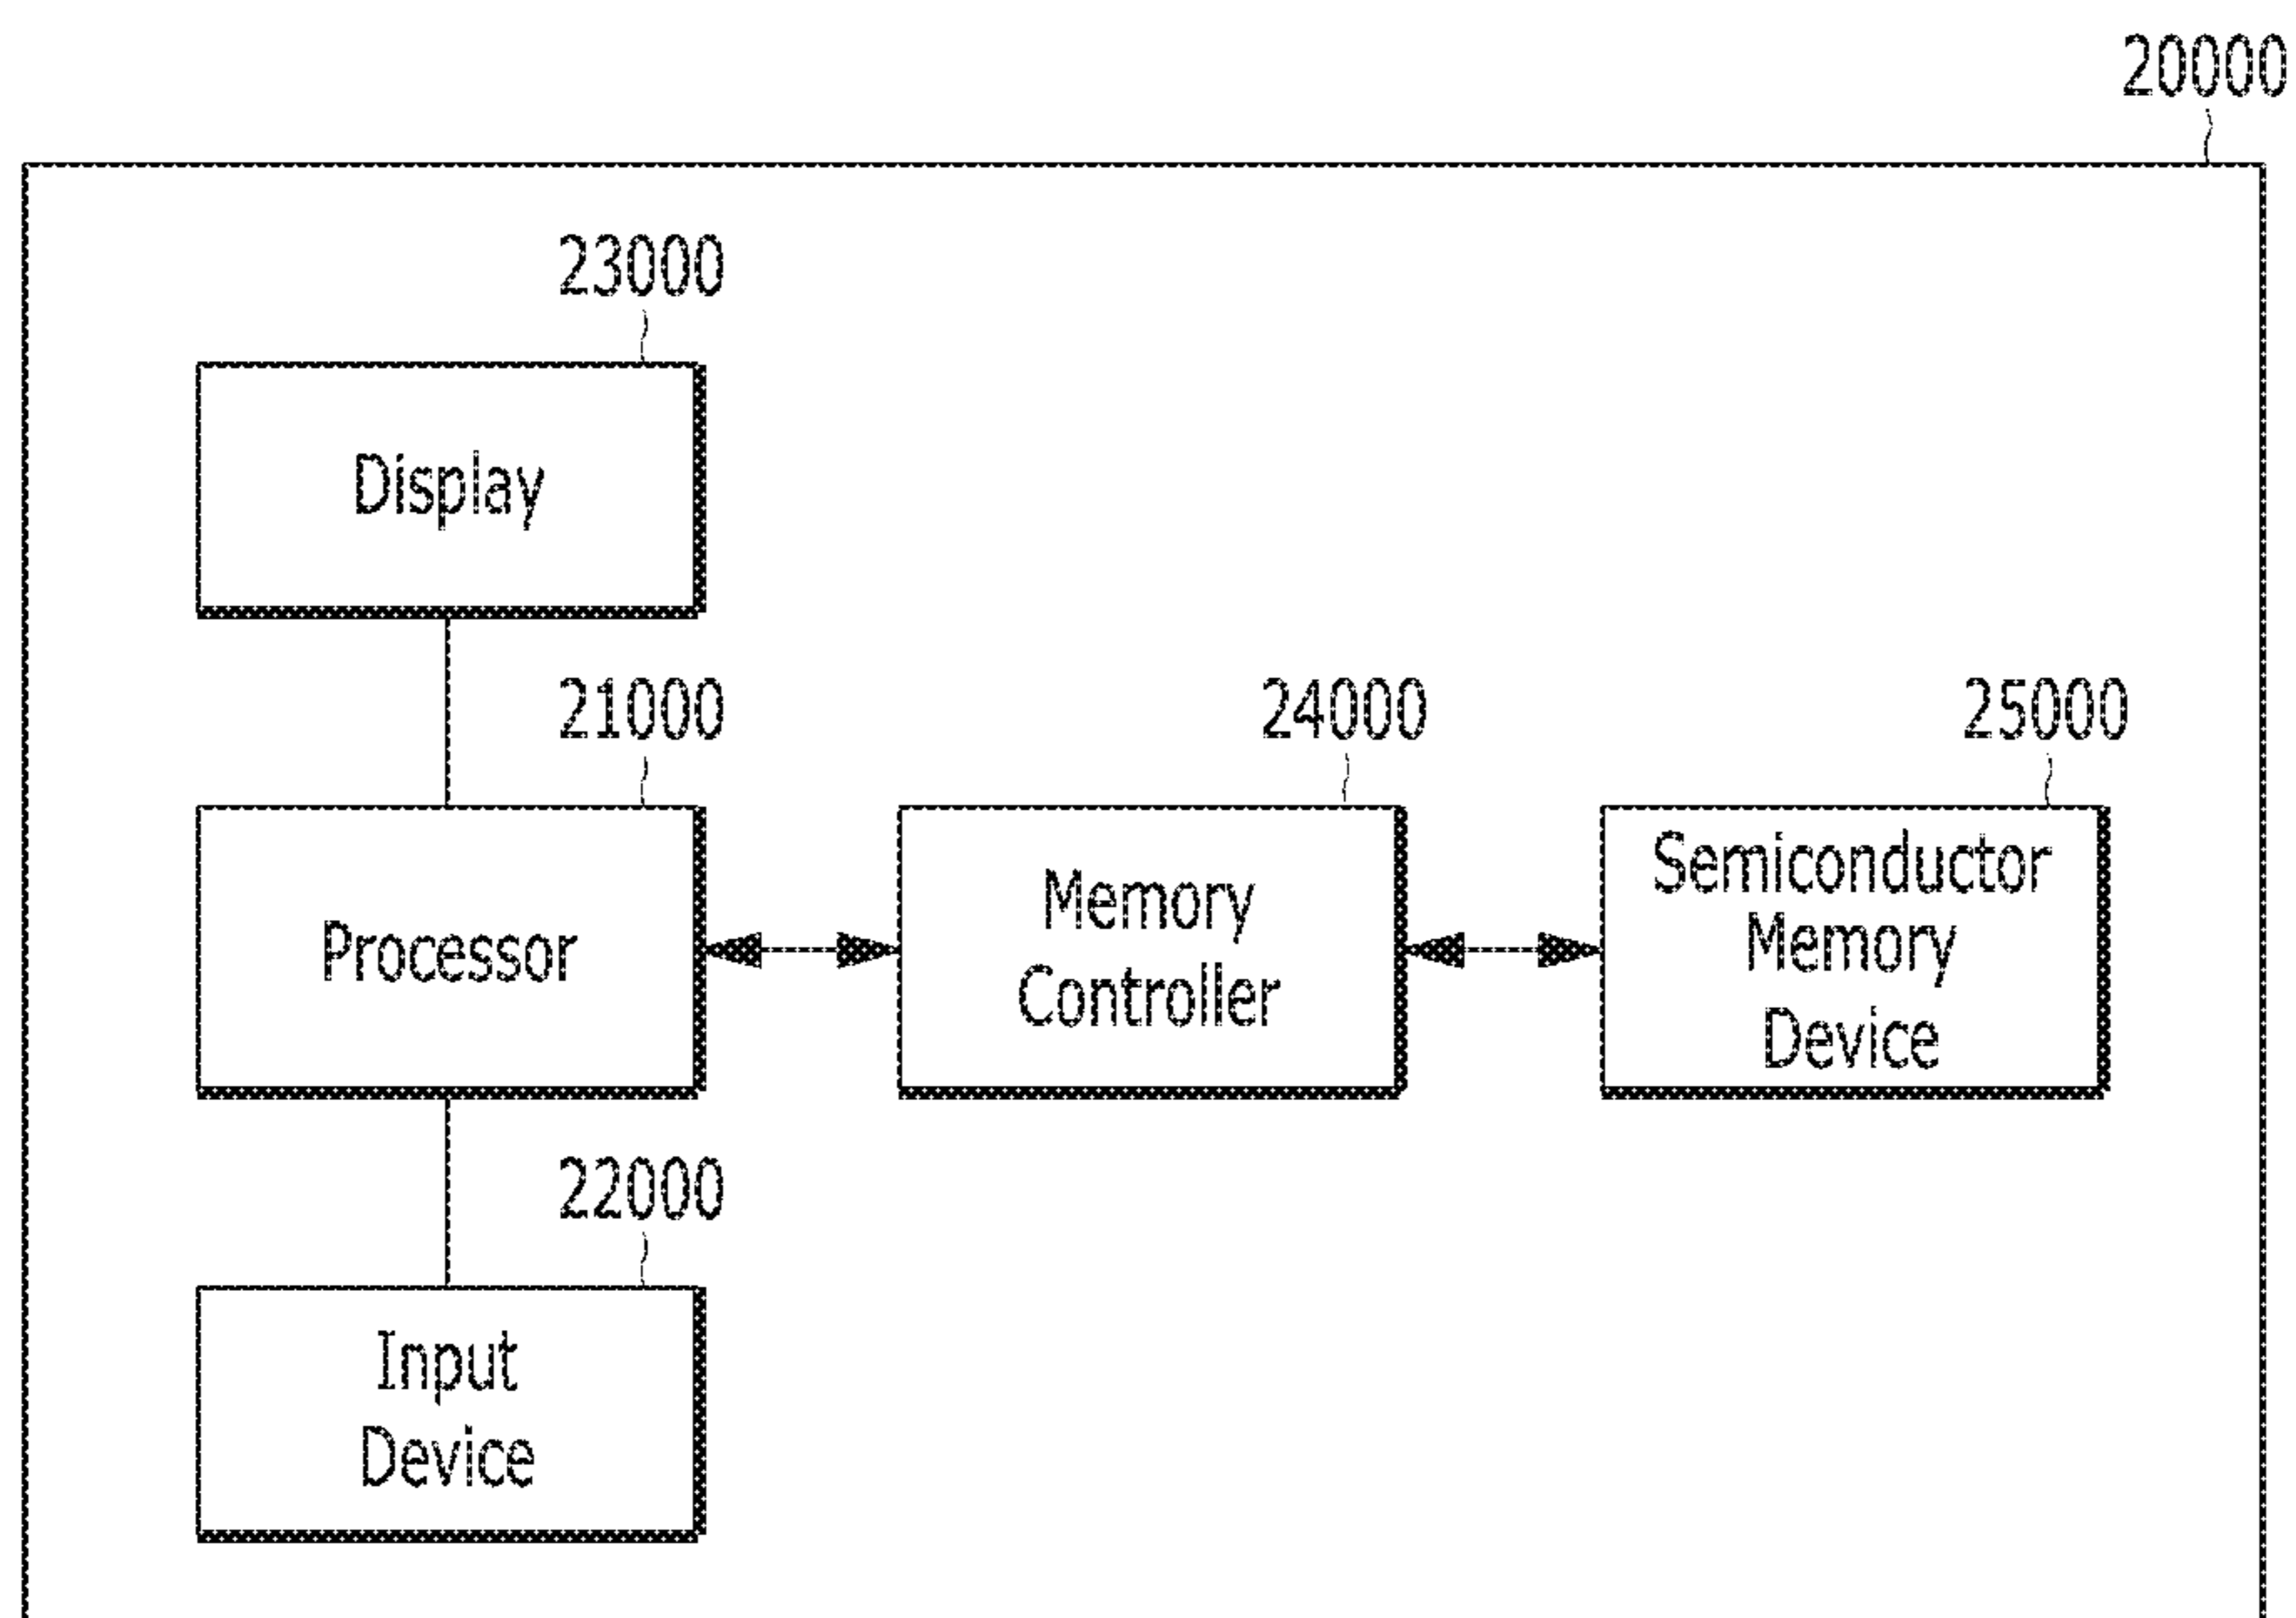 20000
23000
Display
21000
24000
25000
Processor
Memory
Controller
Semiconductor
Memory
Device
22000
Input
Device